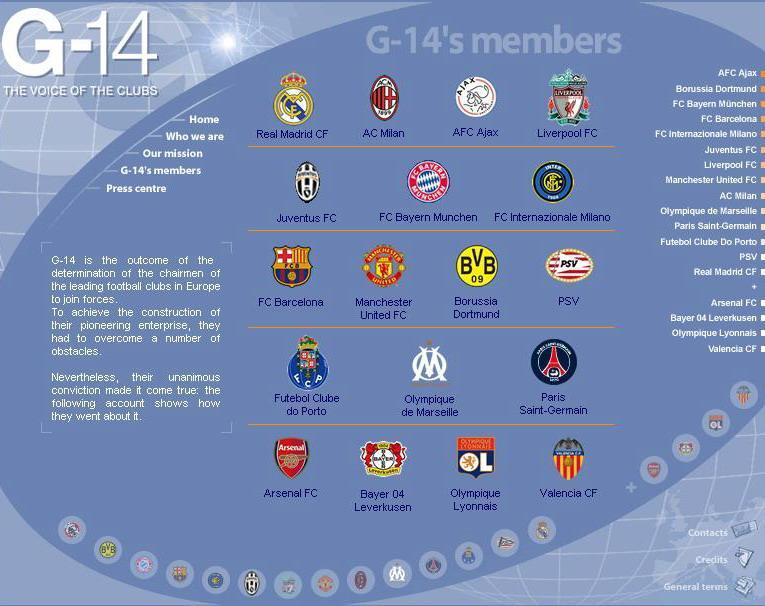 G-14
THE VOICE OF THE CLUBS
G-14's members
Home
Who we are
Our mission
G-14's members
Press centre
G-14 is the outcome of the
determination of the chairmen of
the leading football clubs in Europe
to join forces.
To achieve the construction of
their pioneering enterprise, they
had to overcome a number of
obstacles.
Nevertheless, their unanimous
conviction made it come true: the
following account shows how
they went about it.
Real Madrid CF
AC Milan
AFC Ajax
Liverpool FC
Juventus FC
FC Bayern Munchen
FC Internazionale Milano
FC Barcelona
Manchester
United FC
Borussia
Dortmund
PSV
Futebol Clube
do Porto
Olympique
de Marseille
Paris
Saint-Germain
Arsenal FC
Bayer 04
Leverkusen
Olympique
Lyonnais
Valencia CF
AFC Ajax
Borussia Dortmund
FC Bayern München
FC Barcelona
FC Internazionale Milano
Juventus FC
Liverpool FC
Manchester United FC
AC Milan
Olympique de Marseille
Paris Saint-Germain
Futebol Clube Do Porto
PSV
Real Madrid CF
+
Arsenal FC
Bayer 04 Leverkusen
Olympique Lyonnais
Valencia CF
+
Contacts
Credits
General terms